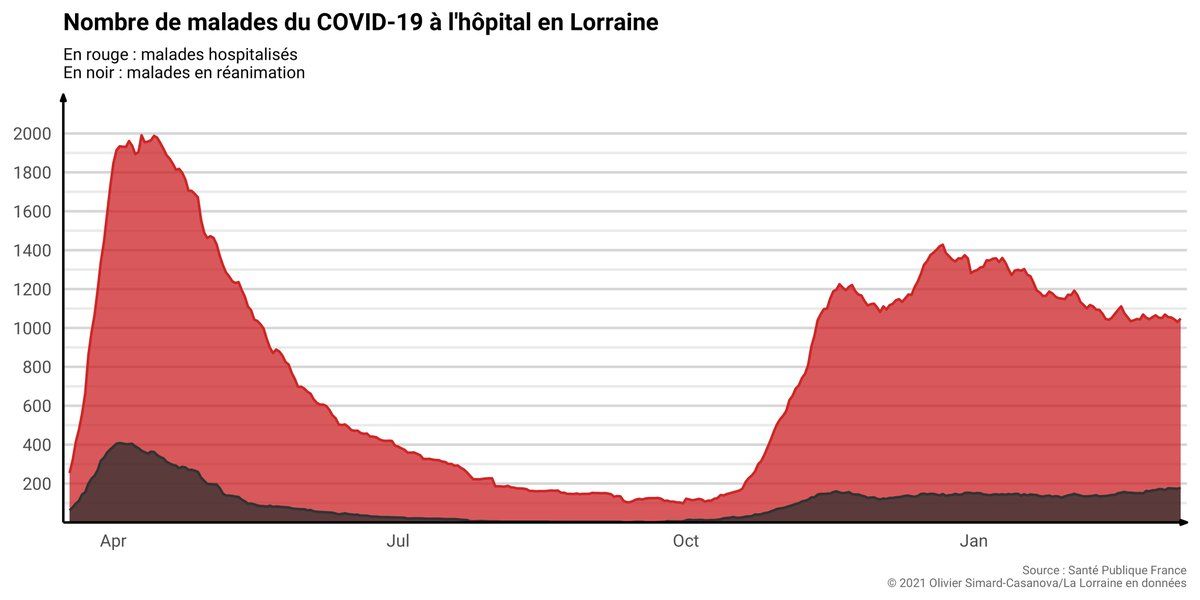 Nombre de malades du COVID-19 à l'hôpital en Lorraine
En rouge : malades hospitalisés
En noir : malades en réanimation
2000
1800
1600
1400
1200
1000
800
600
400
200
Apr Jul Oct Jan
Source : Santé Publique France
© 2021 Olivier Simard-Casanova/La Lorraine en données